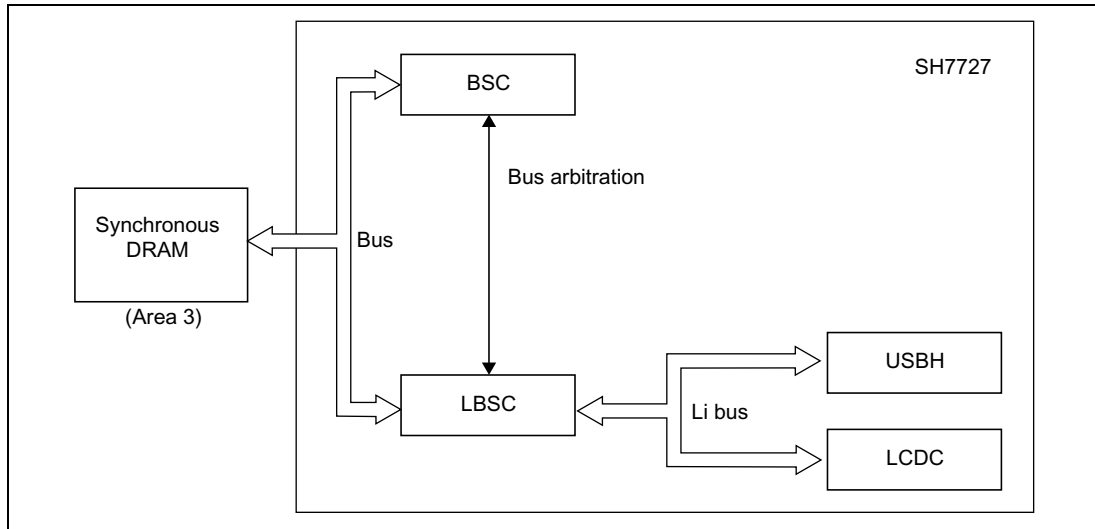 SH7727
BSC
Bus arbitration
Synchronous
DRAM
Bus
(Area 3)
USBH
LBSC
Li bus
LCDC